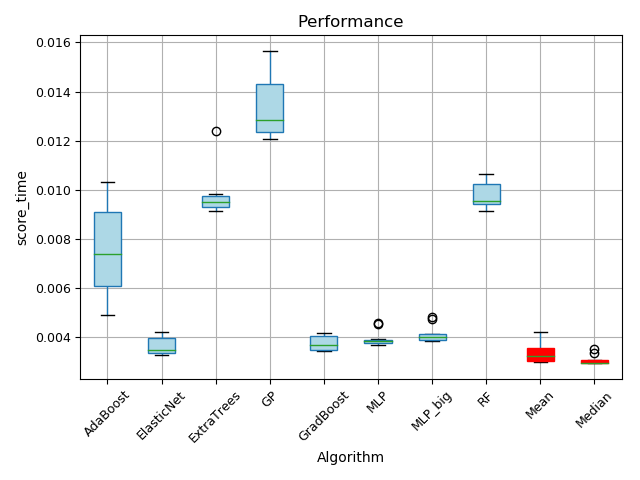 Performance
0.016
0.014
0.012
0.010
0.008
0.006
0.004
score_time
AdaBoost
ElasticNet
ExtraTrees
GP
GradBoost
MLP
MLP_big
RF
Mean
Median
Algorithm